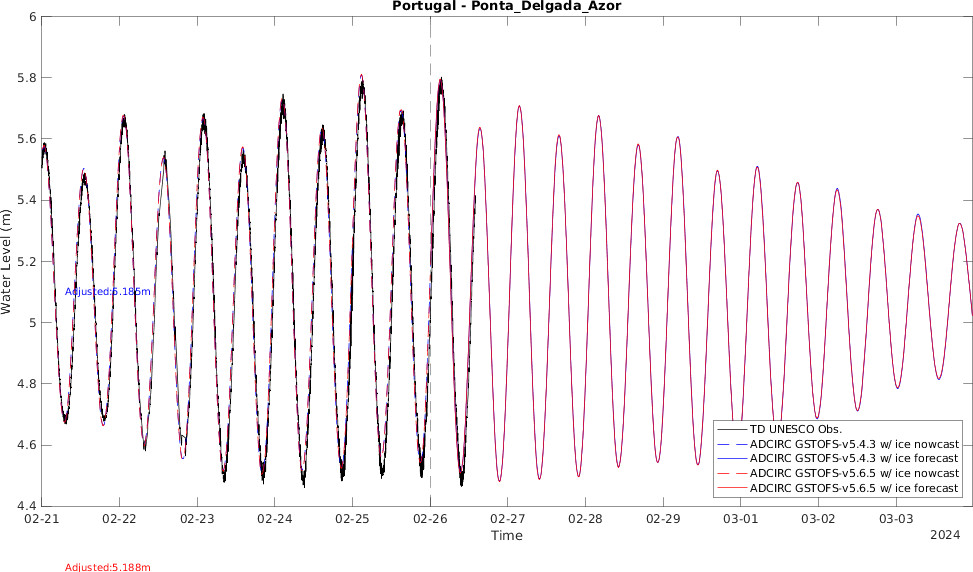 Portugal - Ponta_Delgada_Azor
6
5.8
5.6
5.4
5.2
5
4.8
4.6
4.4
Water Level (m)
Adjusted:5.185m
TD UNESCO Obs.
ADCIRC GSTOFS-v5.4.3 w/ ice nowcast
ADCIRC GSTOFS-v5.4.3 w/ ice forecast
ADCIRC GSTOFS-v5.6.5 w/ ice nowcast
ADCIRC GSTOFS-v5.6.5 w/ ice forecast
02-21 02-22 02-23 02-24 02-25 02-26 02-27 02-28 02-29 03-01 03-02 03-03
Time
2024
Adjusted:5.188m